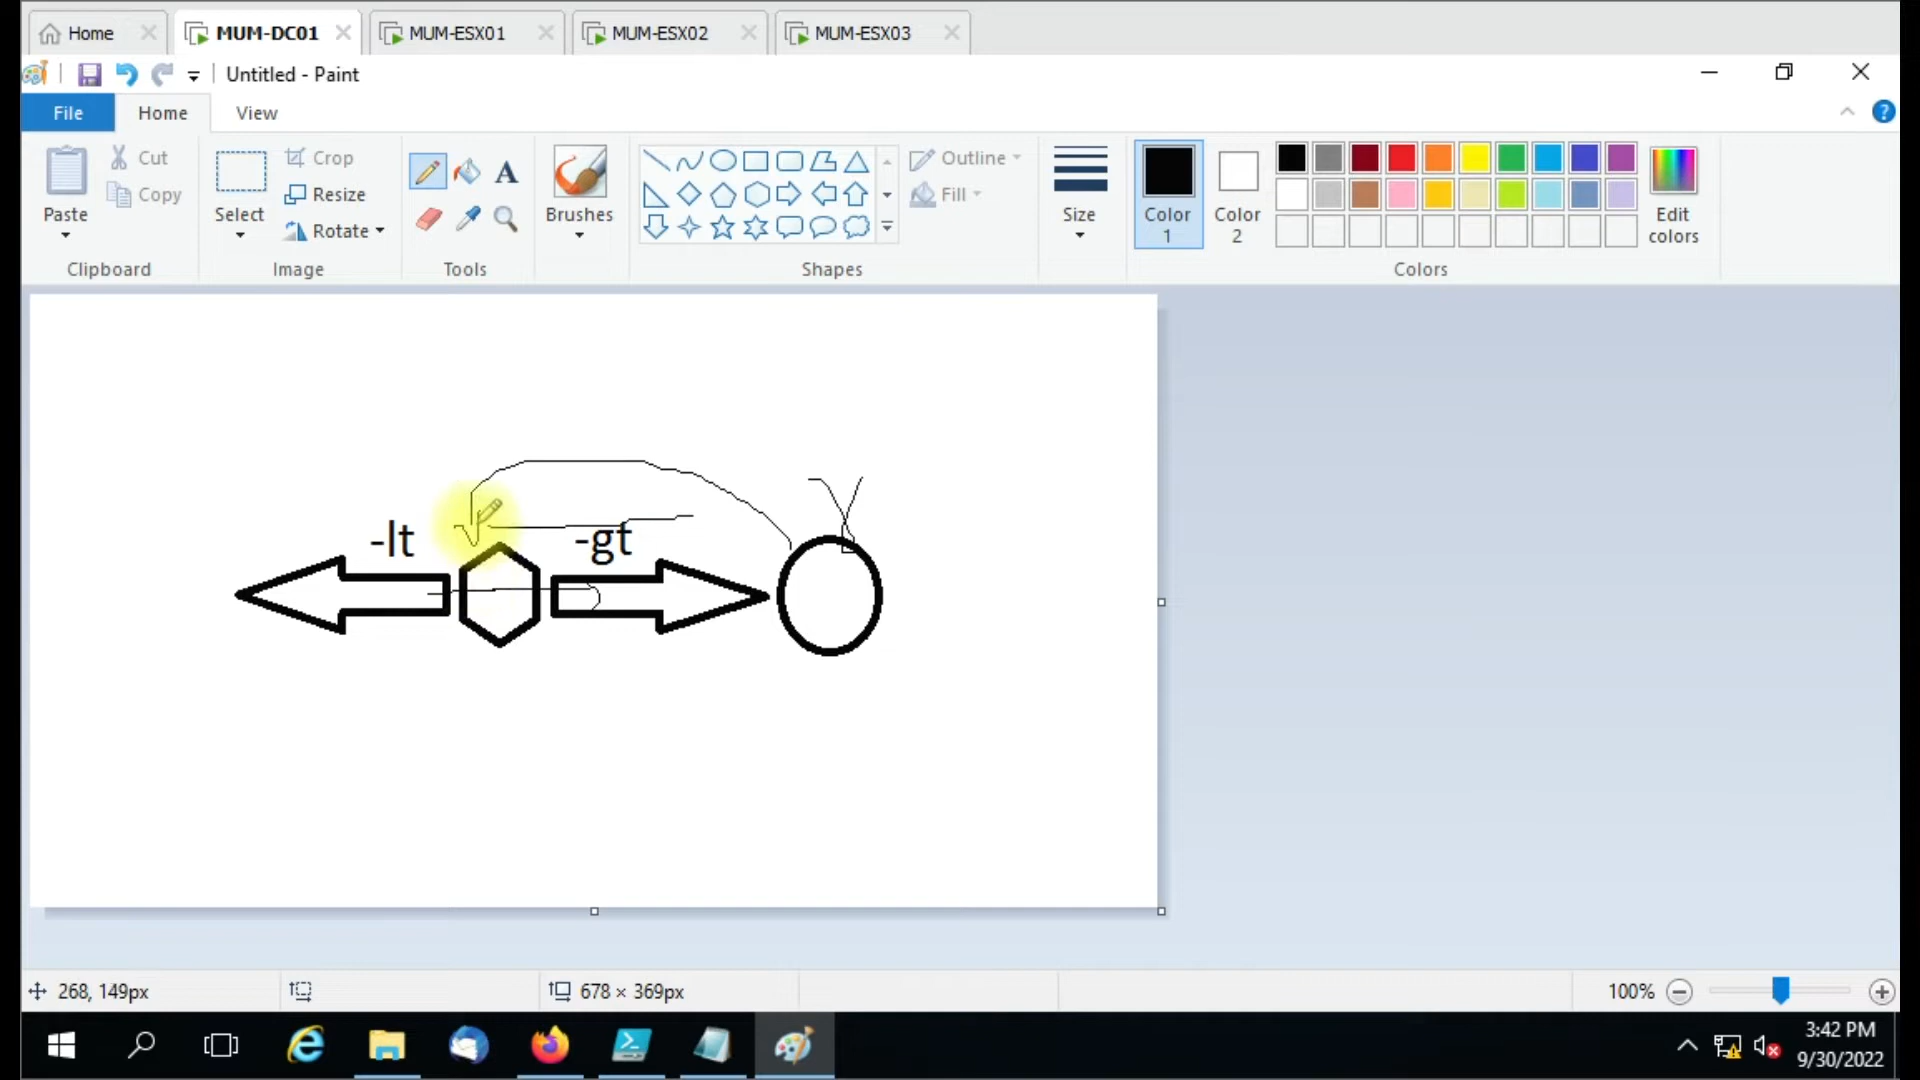 Home MUM-DC01 MUM-ESX01 MUM-ESX02 MUM-ESX03
Untitled - Paint
File Home View
Paste
Cut
Copy
Clipboard
Select
Crop
Resize
Rotate
Image
A
Tools
Brushes
Shapes
Outline
Fill
Size
Color
1
Color
2
Edit
colors
Colors
-lt -gt
268, 149px 678 × 369px 100%
3:42 PM
9/30/2022